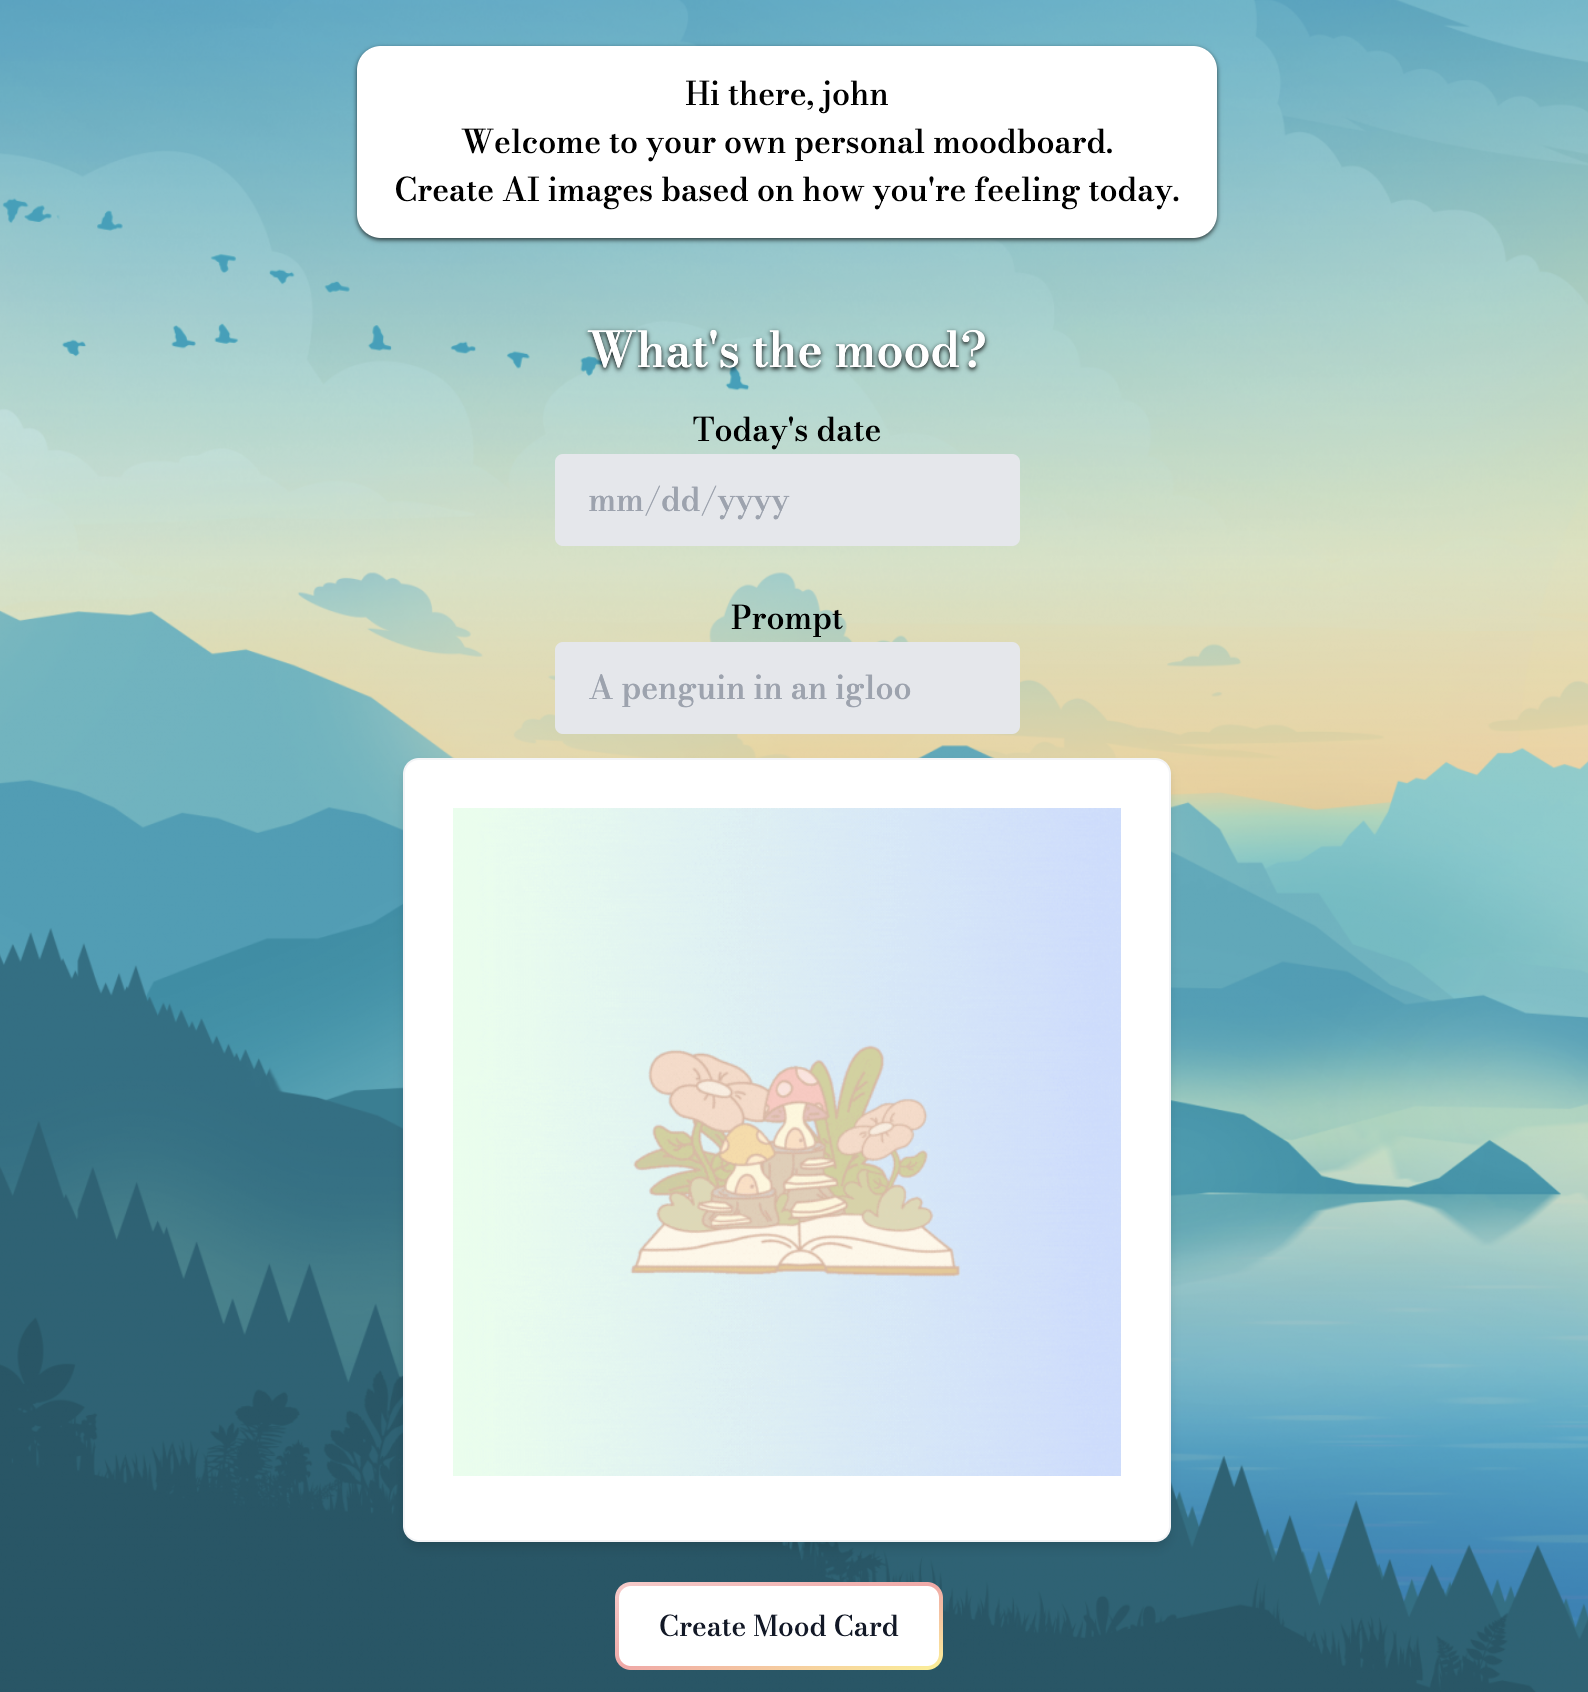 Hi there, john
Welcome to your own personal moodboard.
Create AI images based on how you're feeling today.
What's the mood?
Today's date
mm/dd/yyyy
Prompt
A penguin in an igloo
Create Mood Card